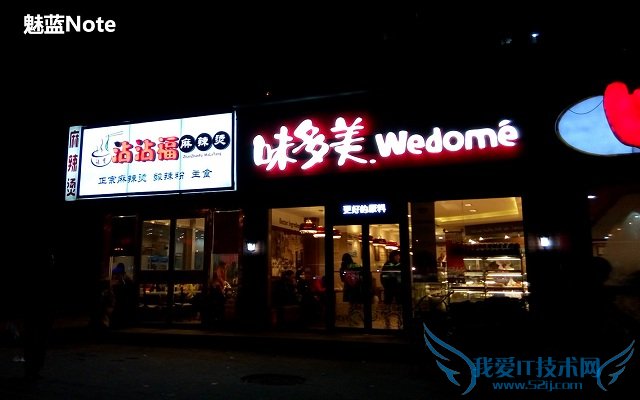 魅蓝Note
麻辣烫
沾沾福麻辣烫
正宗麻辣烫 酸辣粉 主食
味多美.Wedomé
更好的原料
我爱IT技术网
www.52ij.com